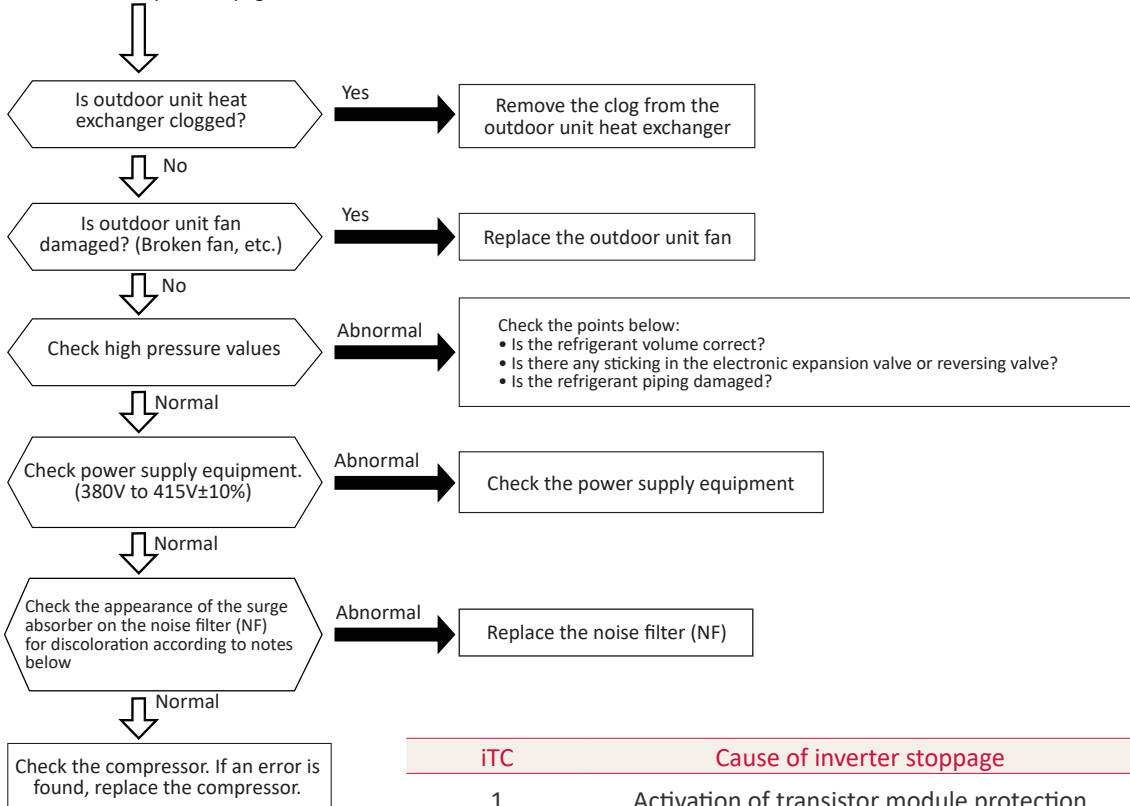 Is outdoor unit heat
exchanger clogged?
Yes
Remove the clog from the
outdoor unit heat exchanger
No
Is outdoor unit fan
damaged? (Broken fan, etc.)
Yes
Replace the outdoor unit fan
No
Check high pressure values
Abnormal
Check the points below:
• Is the refrigerant volume correct?
• Is there any sticking in the electronic expansion valve or reversing valve?
• Is the refrigerant piping damaged?
Normal
Check power supply equipment.
(380V to 415V±10%)
Abnormal
Check the power supply equipment
Normal
Check the appearance of the surge
absorber on the noise filter (NF)
for discoloration according to notes
below
Abnormal
Replace the noise filter (NF)
Normal
Check the compressor. If an error is
found, replace the compressor.
iTC Cause of inverter stoppage
1 Activation of transistor module protection